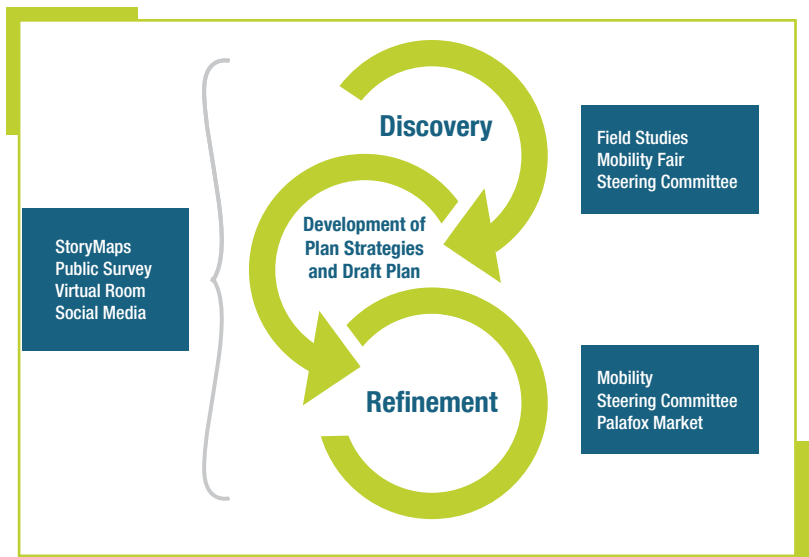 Discovery
Field Studies
Mobility Fair
Steering Committee
Development of
Plan Strategies
and Draft Plan
StoryMaps
Public Survey
Virtual Room
Social Media
Refinement
Mobility
Steering Committee
Palafox Market